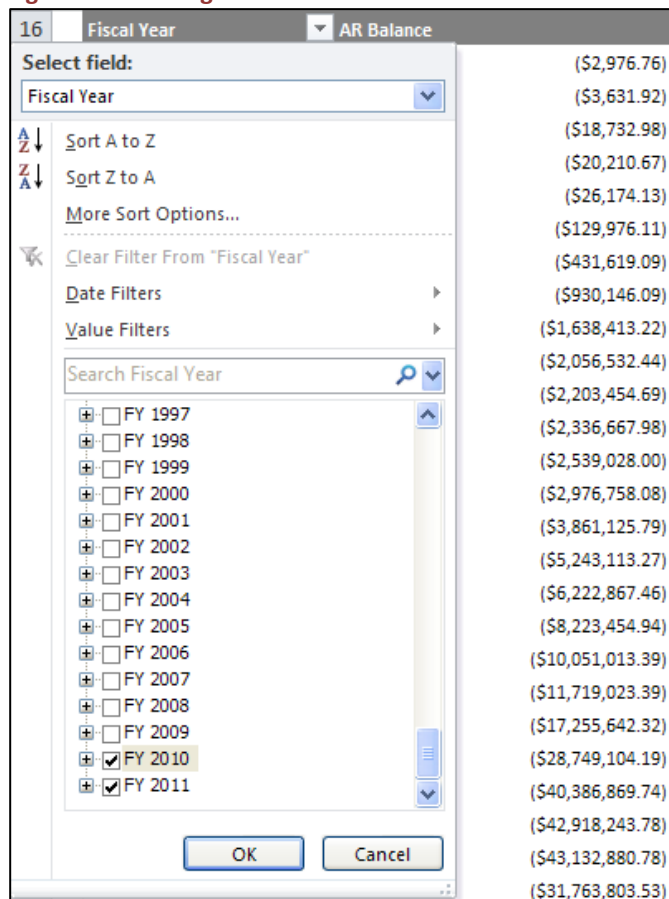 16 Fiscal Year AR Balance
Select field:
Fiscal Year
Sort A to Z
Sort Z to A
More Sort Options...
Clear Filter From "Fiscal Year"
Date Filters
Value Filters
Search Fiscal Year
FY 1997
FY 1998
FY 1999
FY 2000
FY 2001
FY 2002
FY 2003
FY 2004
FY 2005
FY 2006
FY 2007
FY 2008
FY 2009
FY 2010
FY 2011
OK Cancel
($2,976.76)
($3,631.92)
($18,732.98)
($20,210.67)
($26,174.13)
($129,976.11)
($431,619.09)
($930,146.09)
($1,638,413.22)
($2,056,532.44)
($2,203,454.69)
($2,336,667.98)
($2,539,028.00)
($2,976,758.08)
($3,861,125.79)
($5,243,113.27)
($6,222,867.46)
($8,223,454.94)
($10,051,013.39)
($11,719,023.39)
($17,255,642.32)
($28,749,104.19)
($40,386,869.74)
($42,918,243.78)
($43,132,880.78)
($31,763,803.53)